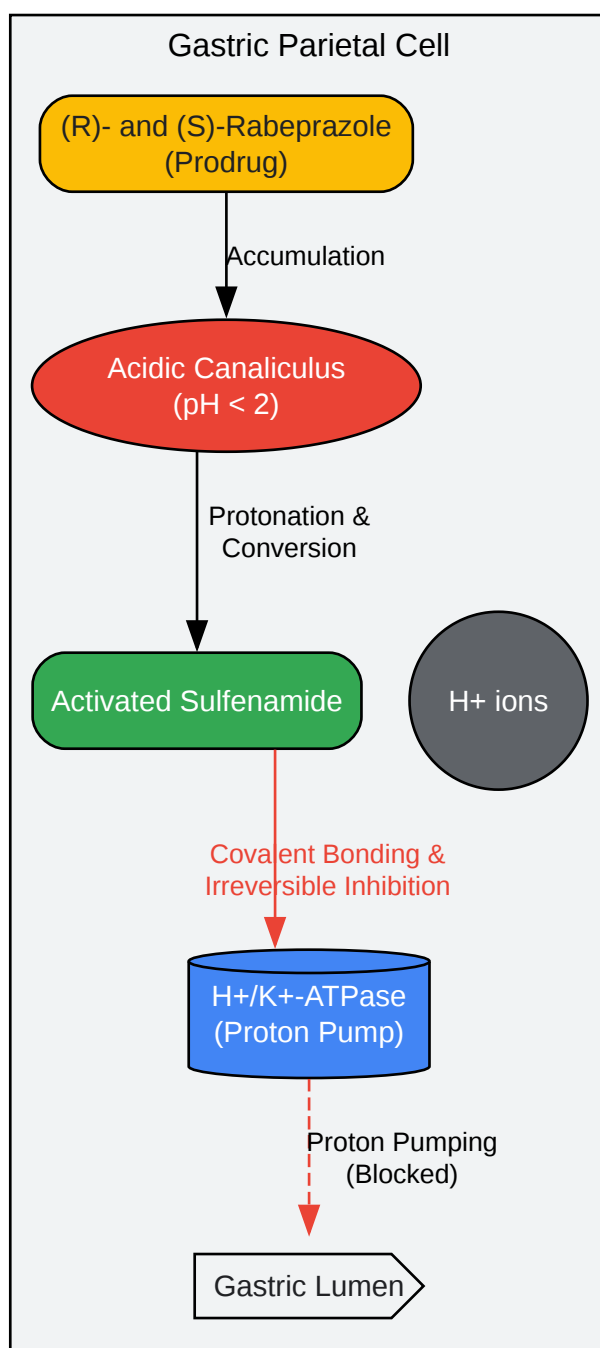 Gastric Parietal Cell
(R)- and (S)-Rabeprazole
(Prodrug)
Accumulation
Acidic Canaliculus
(pH < 2)
Protonation &
Conversion
Activated Sulfenamide
H+ ions
Covalent Bonding &
Irreversible Inhibition
H+/K+-ATPase
(Proton Pump)
Proton Pumping
(Blocked)
Gastric Lumen